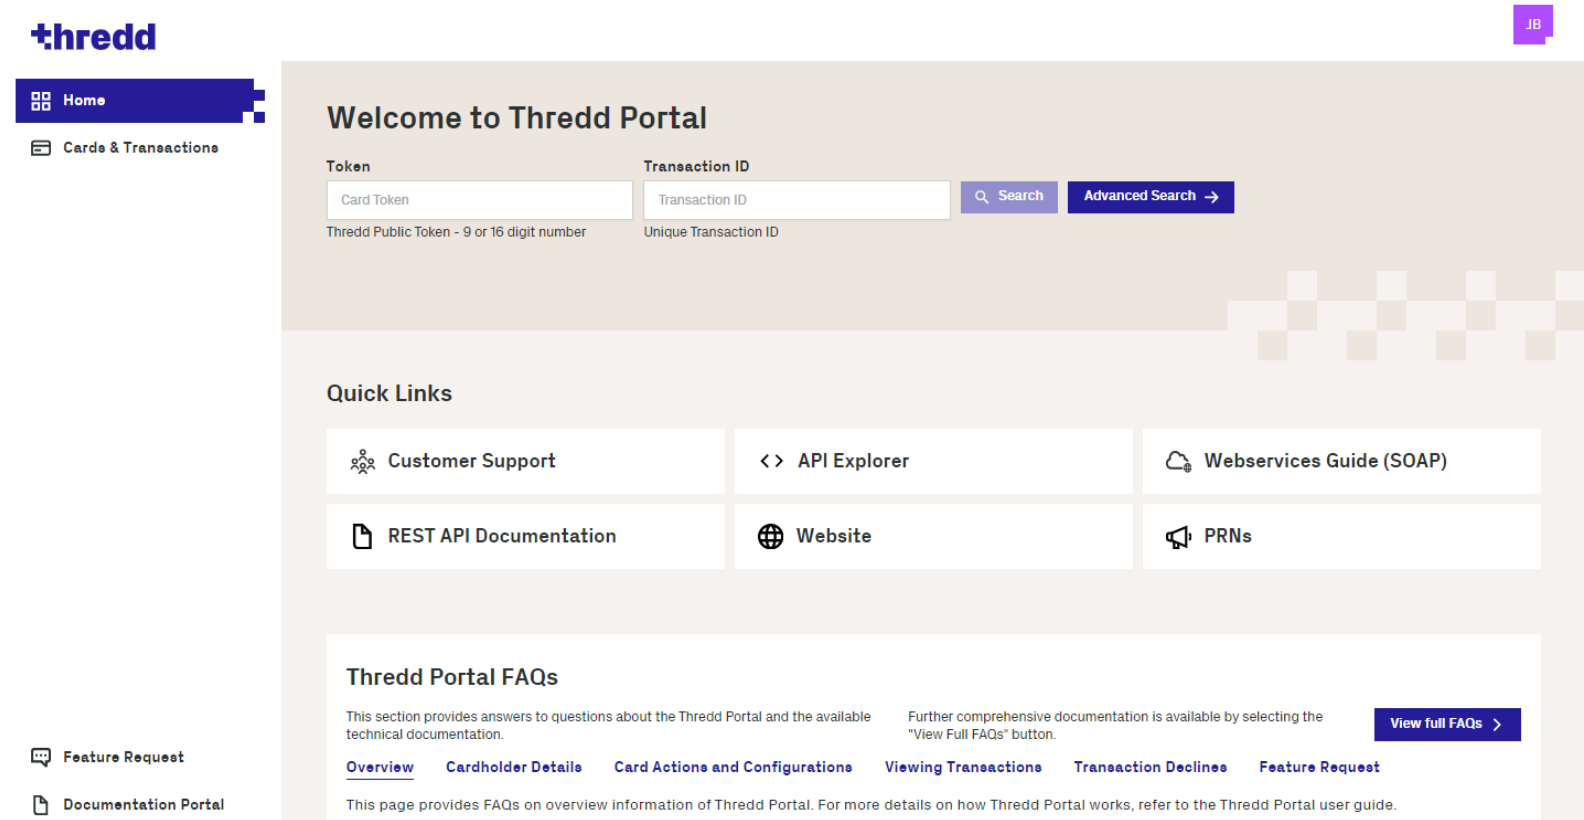 thredd
JB
Home
Cards & Transactions
Welcome to Thredd Portal
Token
Transaction ID
Card Token
Transaction ID
Search
Advanced Search
Thredd Public Token - 9 or 16 digit number
Unique Transaction ID
Quick Links
Customer Support
API Explorer
Webservices Guide (SOAP)
REST API Documentation
Website
PRNs
Thredd Portal FAQs
This section provides answers to questions about the Thredd Portal and the available
technical documentation.
Further comprehensive documentation is available by selecting the
"View Full FAQs" button.
View full FAQs
Overview
Cardholder Details
Card Actions and Configurations
Viewing Transactions
Transaction Declines
Feature Request
This page provides FAQs on overview information of Thredd Portal. For more details on how Thredd Portal works, refer to the Thredd Portal user guide.
Feature Request
Documentation Portal